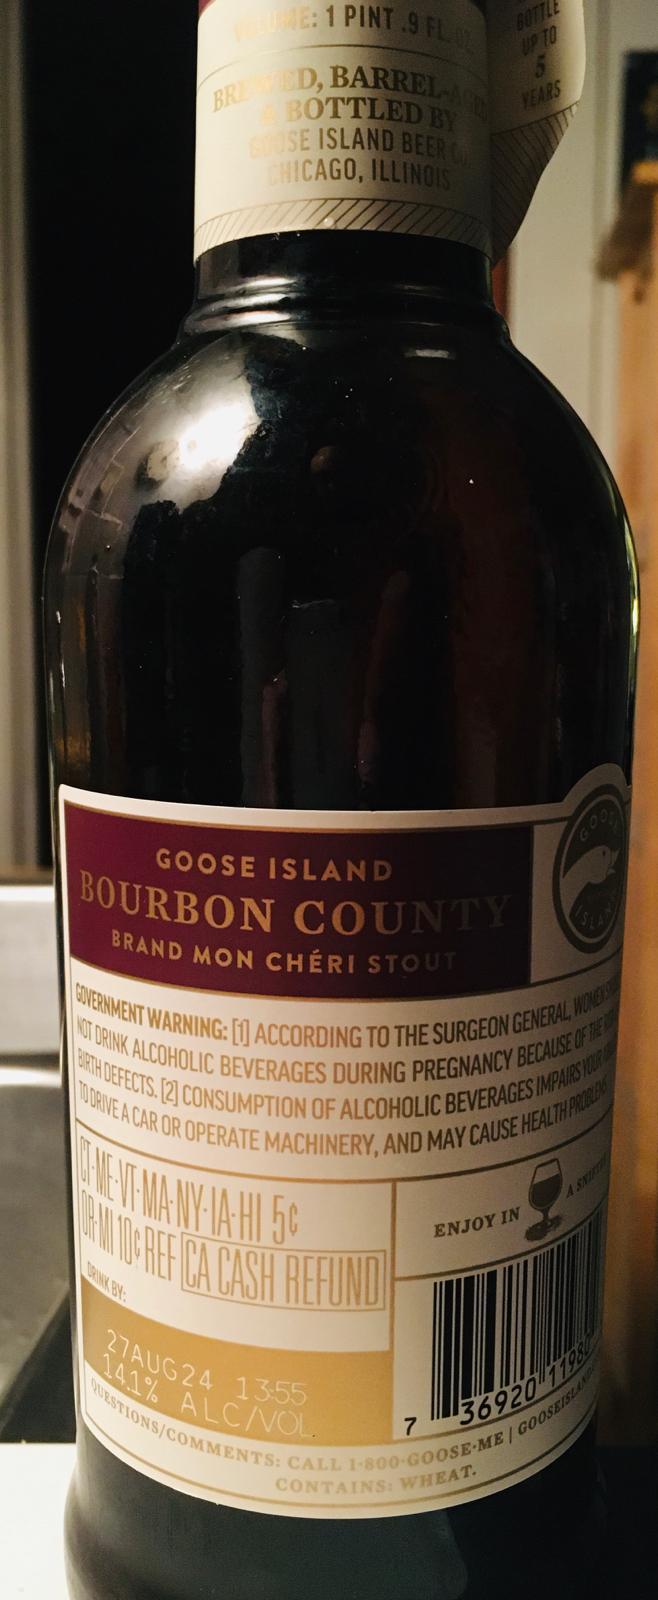 VOLUME: 1 PINT .9 FL. OZ.
BREWED, BARREL-AGED
& BOTTLED BY
GOOSE ISLAND BEER CO.
CHICAGO, ILLINOIS
BOTTLE
UP TO
5
YEARS
GOOSE ISLAND
BOURBON COUNTY
BRAND MON CHÉRI STOUT
GOOSE
ISLAND
GOVERNMENT WARNING: [1] ACCORDING TO THE SURGEON GENERAL, WOMEN
NOT DRINK ALCOHOLIC BEVERAGES DURING PREGNANCY BECAUSE OF THE
BIRTH DEFECTS. [2] CONSUMPTION OF ALCOHOLIC BEVERAGES IMPAIRS YOUR
TO DRIVE A CAR OR OPERATE MACHINERY, AND MAY CAUSE HEALTH PROBLEMS
CT·ME·VT·MA·NY·IA·HI 5¢
OR·MI 10¢ REF CA CASH REFUND
DRINK BY:
27AUG24 13:55
14.1% ALC/VOL
ENJOY IN A SNIFTER
7 36920 1198
QUESTIONS/COMMENTS: CALL 1-800-GOOSE-ME | GOOSEISLAND
CONTAINS: WHEAT.